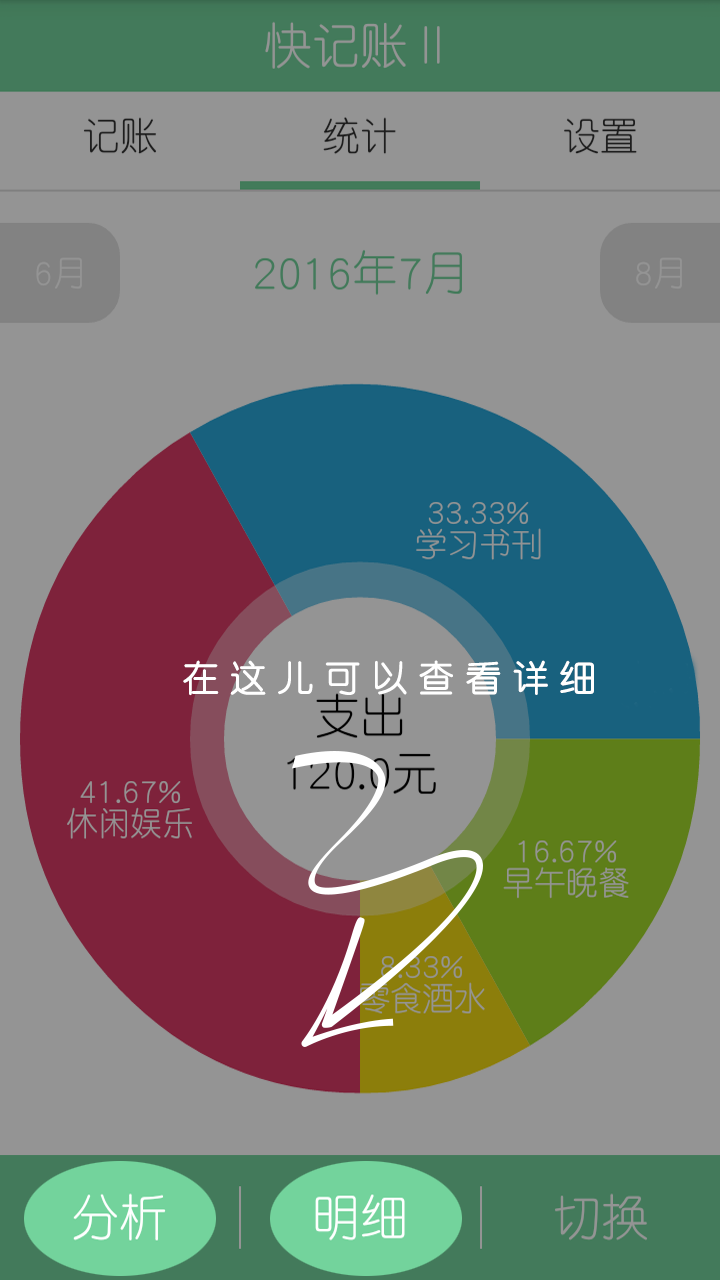 快记账 II
记账 统计 设置
6月 2016年7月 8月
33.33%
学习书刊
在这儿可以查看详细
支出
120.0元
41.67%
休闲娱乐
16.67%
早午晚餐
8.33%
零食酒水
分析 明细 切换